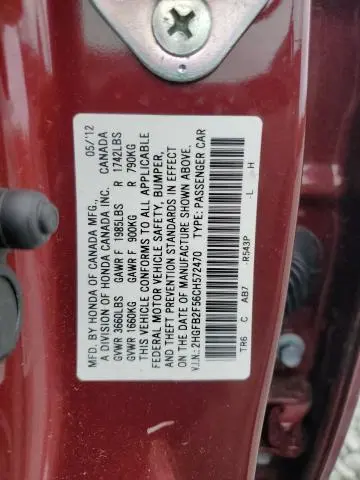 MFD. BY HONDA OF CANADA MFG., 05/'12
A DIVISION OF HONDA CANADA INC. CANADA
GVWR 3660LBS GAWR F 1985LBS R 1742LBS
GVWR 1660KG GAWR F 900KG R 790KG
THIS VEHICLE CONFORMS TO ALL APPLICABLE
FEDERAL MOTOR VEHICLE SAFETY, BUMPER,
AND THEFT PREVENTION STANDARDS IN EFFECT
ON THE DATE OF MANUFACTURE SHOWN ABOVE.
V.I.N.: 2HGFB2F56CH572470 TYPE: PASSENGER CAR
TR6 C AB7 -R543P -L H